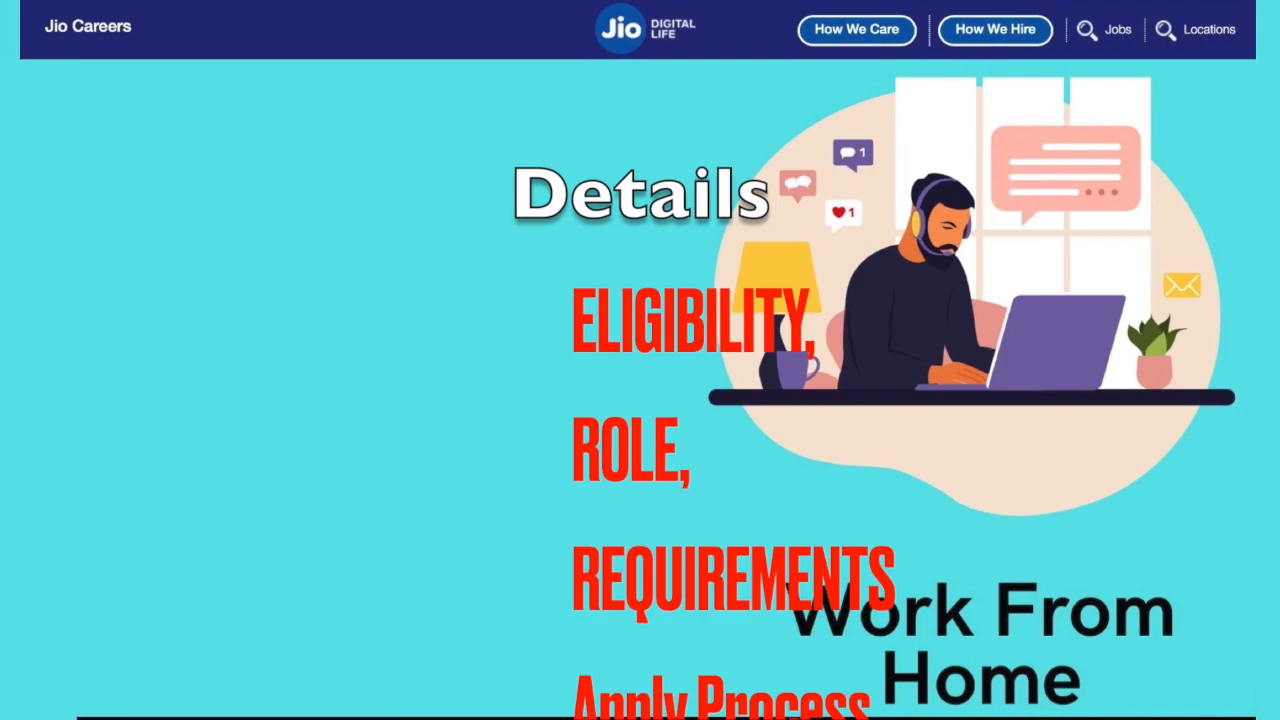 Jio Careers
Jio DIGITAL
LIFE
How We Care
How We Hire
Jobs
Locations
1
1
Details
ELIGIBILITY,
ROLE,
REQUIREMENTS
Work From
Home
Apply Process